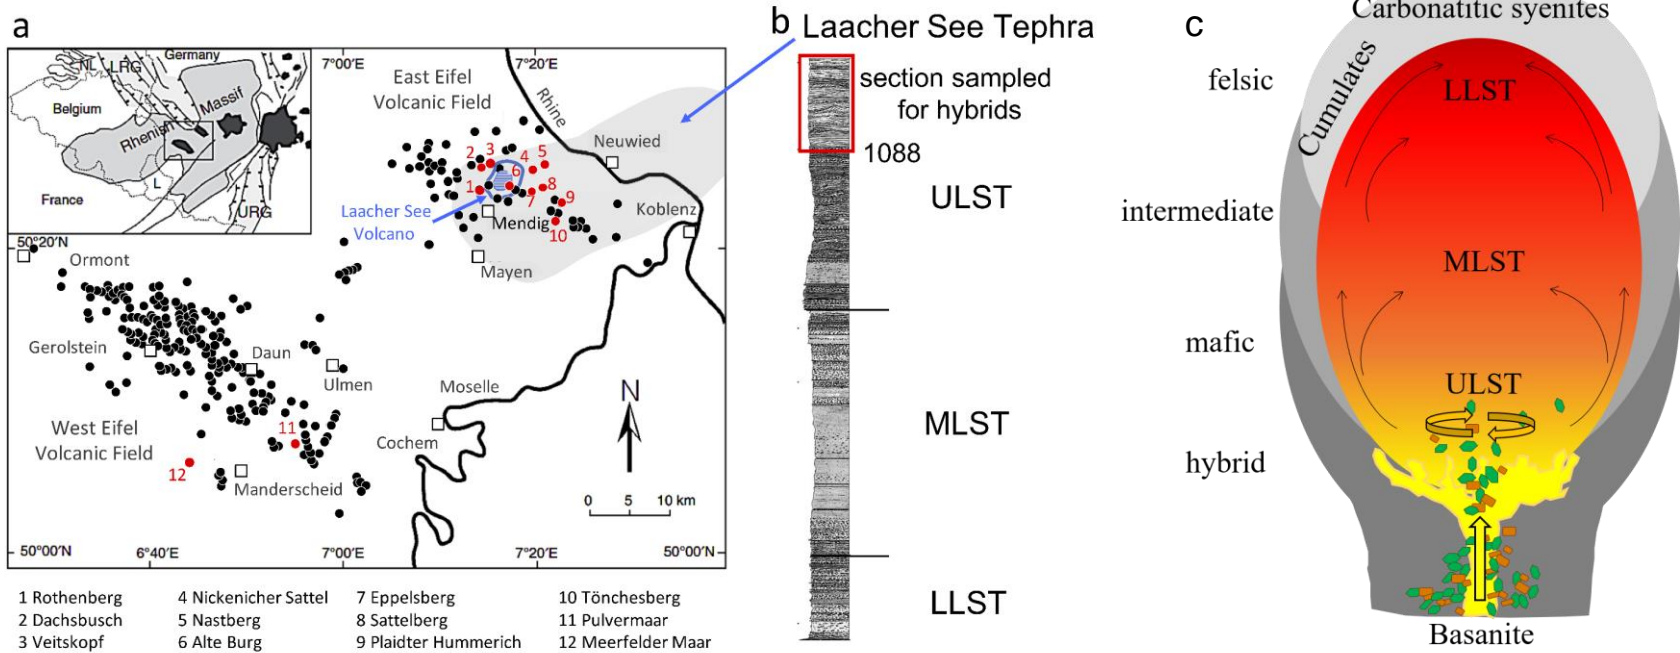 a
Germany
NL
LRG
Belgium
Rhenish
Massif
L
France
URG
7°00'E
7°20'E
East Eifel
Volcanic Field
Rhine
Neuwied
2
3
4
5
1
6
7
8
9
10
Laacher See
Volcano
Mendig
Koblenz
Mayen
50°20'N
Ormont
Gerolstein
Daun
Ulmen
Moselle
Cochem
West Eifel
Volcanic Field
11
12
Manderscheid
N
0 5 10 km
50°00'N
6°40'E
7°00'E
7°20'E
50°00'N
1 Rothenberg
2 Dachsbusch
3 Veitskopf
4 Nickenicher Sattel
5 Nastberg
6 Alte Burg
7 Eppelsberg
8 Sattelberg
9 Plaidter Hummerich
10 Tönchesberg
11 Pulvermaar
12 Meerfelder Maar
b
Laacher See Tephra
section sampled
for hybrids
1088
ULST
MLST
LLST
c
Carbonatitic syenites
Cumulates
felsic
intermediate
mafic
hybrid
LLST
MLST
ULST
Basanite